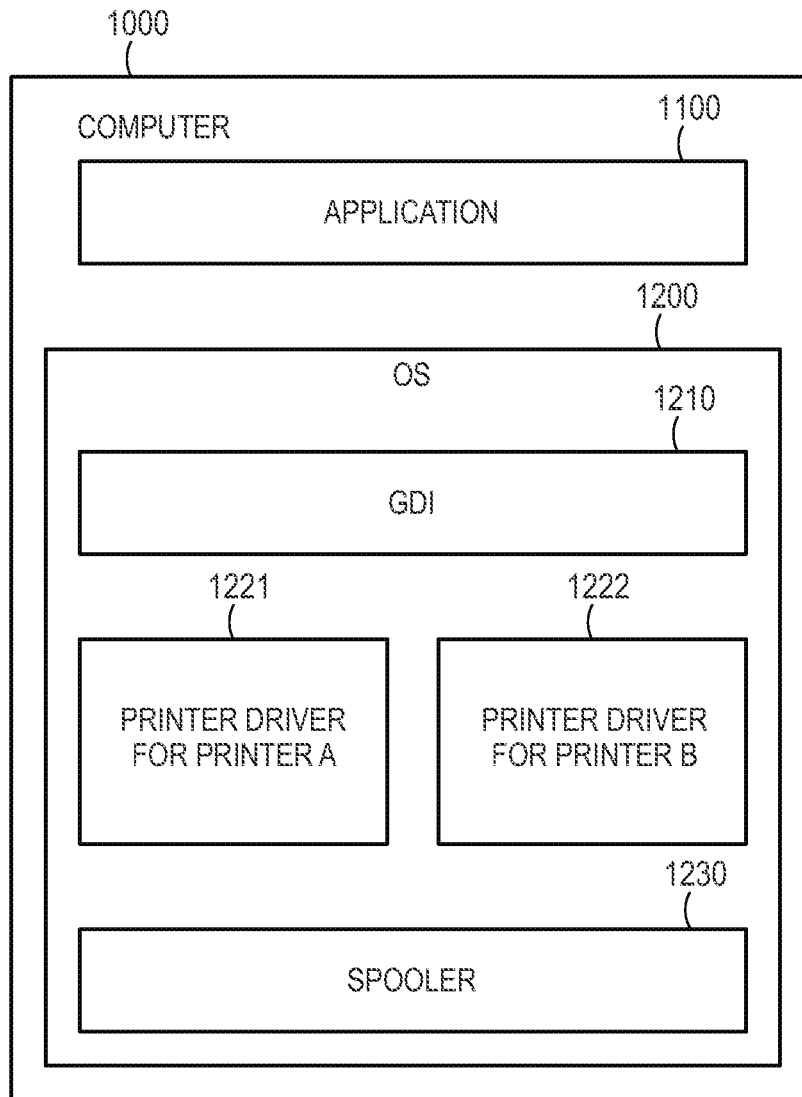 1000
COMPUTER
1100
APPLICATION
1200
OS
1210
GDI
1221
PRINTER DRIVER
FOR PRINTER A
1222
PRINTER DRIVER
FOR PRINTER B
1230
SPOOLER